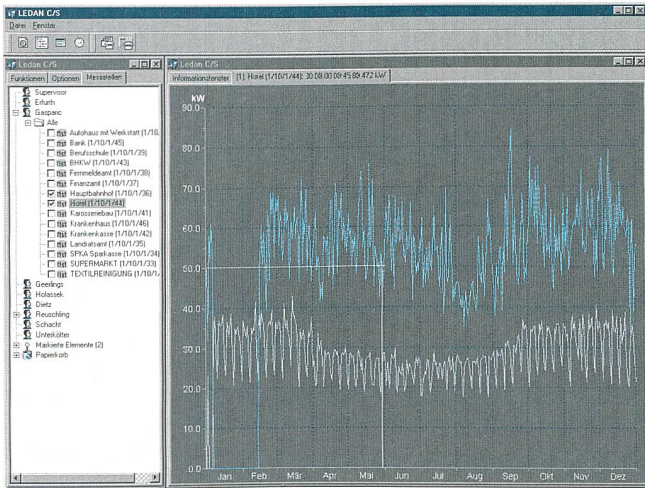 LEDAN C/S
Datei Fenster
Ledan C/S
Funktionen Optionen Messstellen
Supervisor
Erfurth
Gasparic
Alle
Autohaus mit Werkstatt (1/10.
Bank (1/10/1/45)
Berufsschule (1/10/1/39)
BHKW (1/10/1/43)
Fernmeldeamt (1/10/1/38)
Finanzamt (1/10/1/37)
Hauptbahnhof (1/10/1/36)
Hotel (1/10/1/44)
Karosseriebau (1/10/1/41)
Krankenhaus (1/10/1/46)
Krankenkasse (1/10/1/42)
Landratsamt (1/10/1/35)
SPKA Sparkasse (1/10/1/34)
SUPERMARKT (1/10/1/33)
TEXTILREINIGUNG (1/10/1/
Geerlings
Holassek
Dietz
Reuschling
Schacht
Unterkötter
Markierte Elemente (2)
Papierkorb
Ledan C/S
Informationsfenster [1] Hotel (1/10/1/44): 30.08.00 09:45 89.472 kW
kW
90.0
80.0
70.0
60.0
50.0
40.0
30.0
20.0
10.0
0.0
Jan Feb Mär Apr Mai Jun Jul Aug Sep Okt Nov Dez